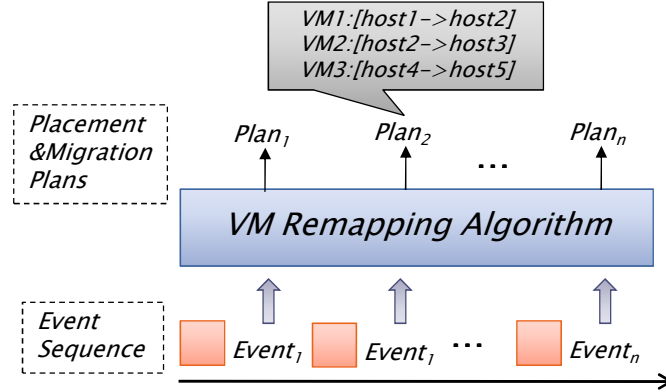 VM1:[host1->host2]
VM2:[host2->host3]
VM3:[host4->host5]
Placement
&Migration
Plans
Plan1
Plan2
...
Plann
VM Remapping Algorithm
Event
Sequence
Event1
Event1
...
Eventn